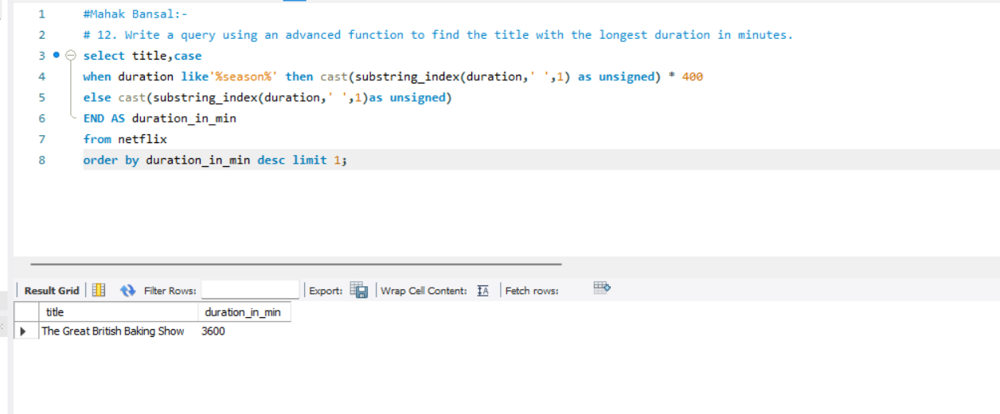 1 #Mahak Bansal:-
2 # 12. Write a query using an advanced function to find the title with the longest duration in minutes.
3 select title,case
4 when duration like'%season%' then cast(substring_index(duration,' ',1) as unsigned) * 400
5 else cast(substring_index(duration,' ',1)as unsigned)
6 END AS duration_in_min
7 from netflix
8 order by duration_in_min desc limit 1;
Result Grid Filter Rows: Export: Wrap Cell Content: IA Fetch rows:
title duration_in_min
The Great British Baking Show 3600